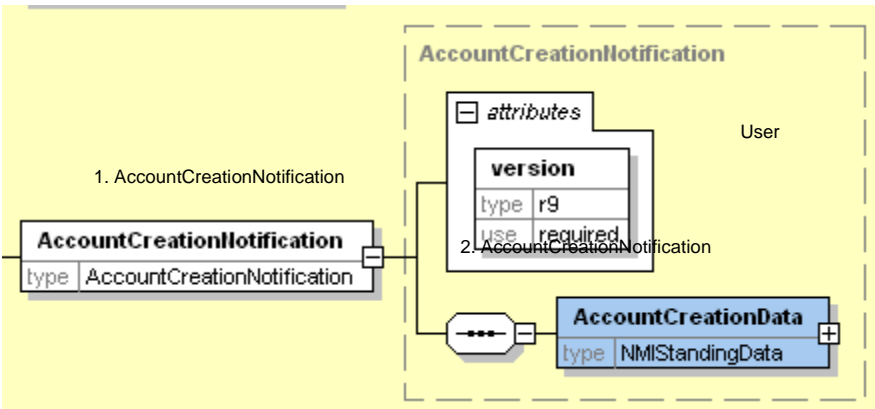 AccountCreationNotification
attributes
User
version
1. AccountCreationNotification
type r9
use required
AccountCreationNotification
2. AccountCreationNotification
type AccountCreationNotification
AccountCreationData
type NMIStandingData